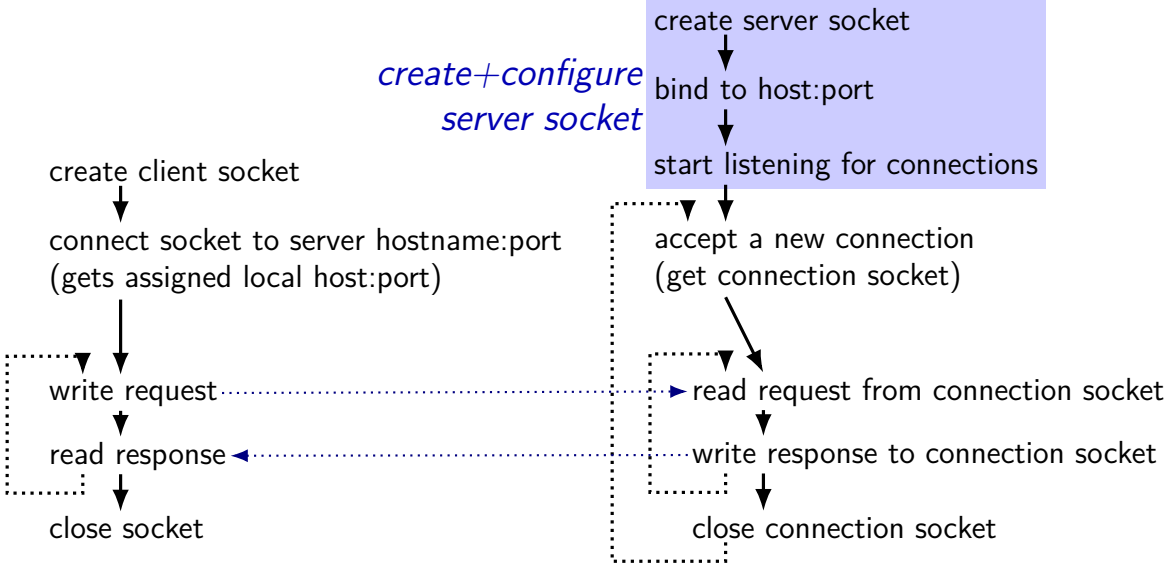 create server socket
create+configure
server socket
bind to host:port
start listening for connections
create client socket
connect socket to server hostname:port
(gets assigned local host:port)
accept a new connection
(get connection socket)
write request
read request from connection socket
read response
write response to connection socket
close socket
close connection socket